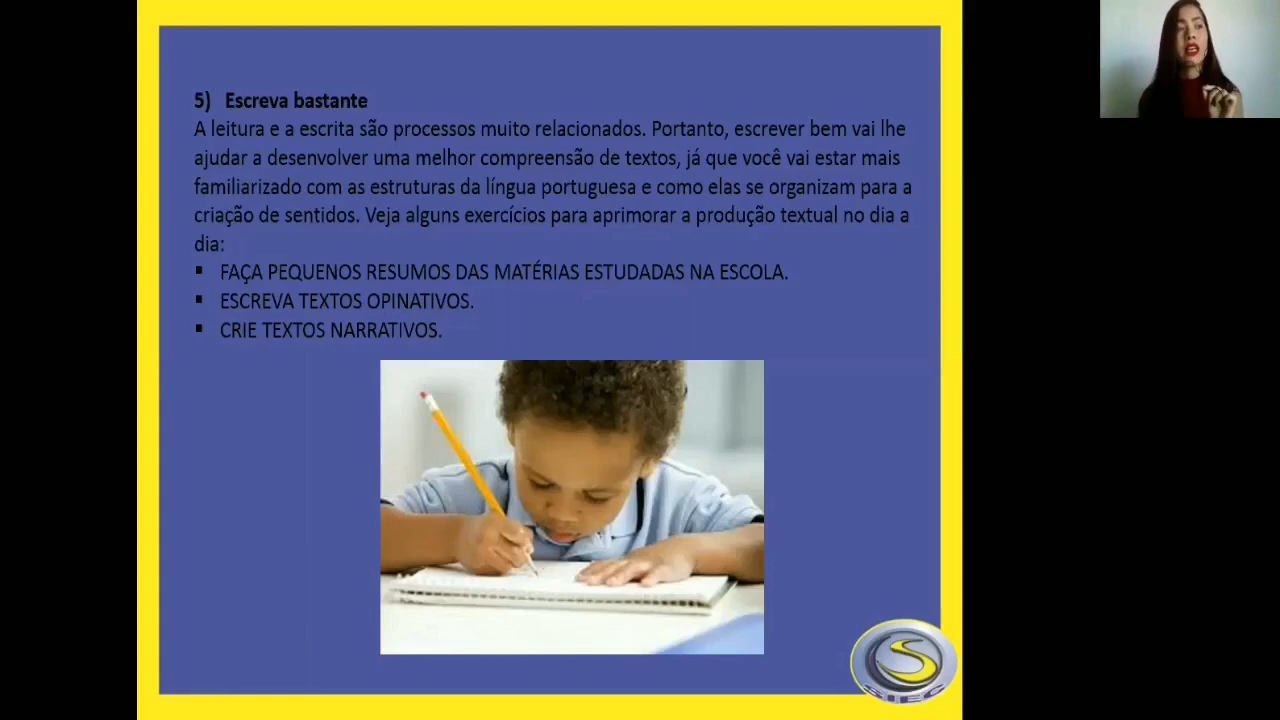 5) Escreva bastante
A leitura e a escrita são processos muito relacionados. Portanto, escrever bem vai lhe
ajudar a desenvolver uma melhor compreensão de textos, já que você vai estar mais
familiarizado com as estruturas da língua portuguesa e como elas se organizam para a
criação de sentidos. Veja alguns exercícios para aprimorar a produção textual no dia a
dia:
▪ FAÇA PEQUENOS RESUMOS DAS MATÉRIAS ESTUDADAS NA ESCOLA.
▪ ESCREVA TEXTOS OPINATIVOS.
▪ CRIE TEXTOS NARRATIVOS.
S
SIEC